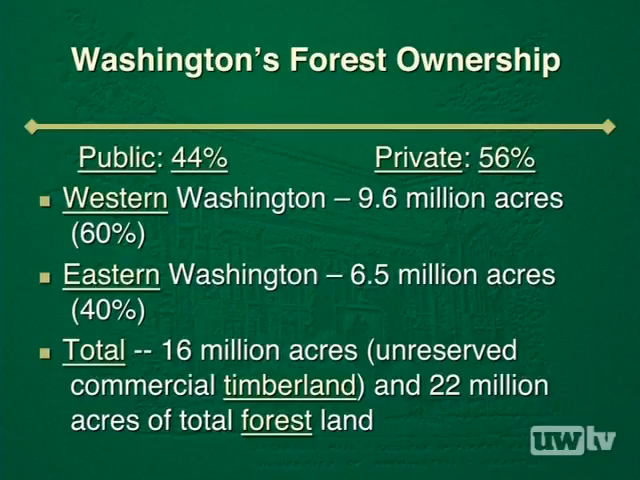 Washington's Forest Ownership
Public: 44% Private: 56%
Western Washington – 9.6 million acres
(60%)
Eastern Washington – 6.5 million acres
(40%)
Total -- 16 million acres (unreserved
commercial timberland) and 22 million
acres of total forest land
uwtv